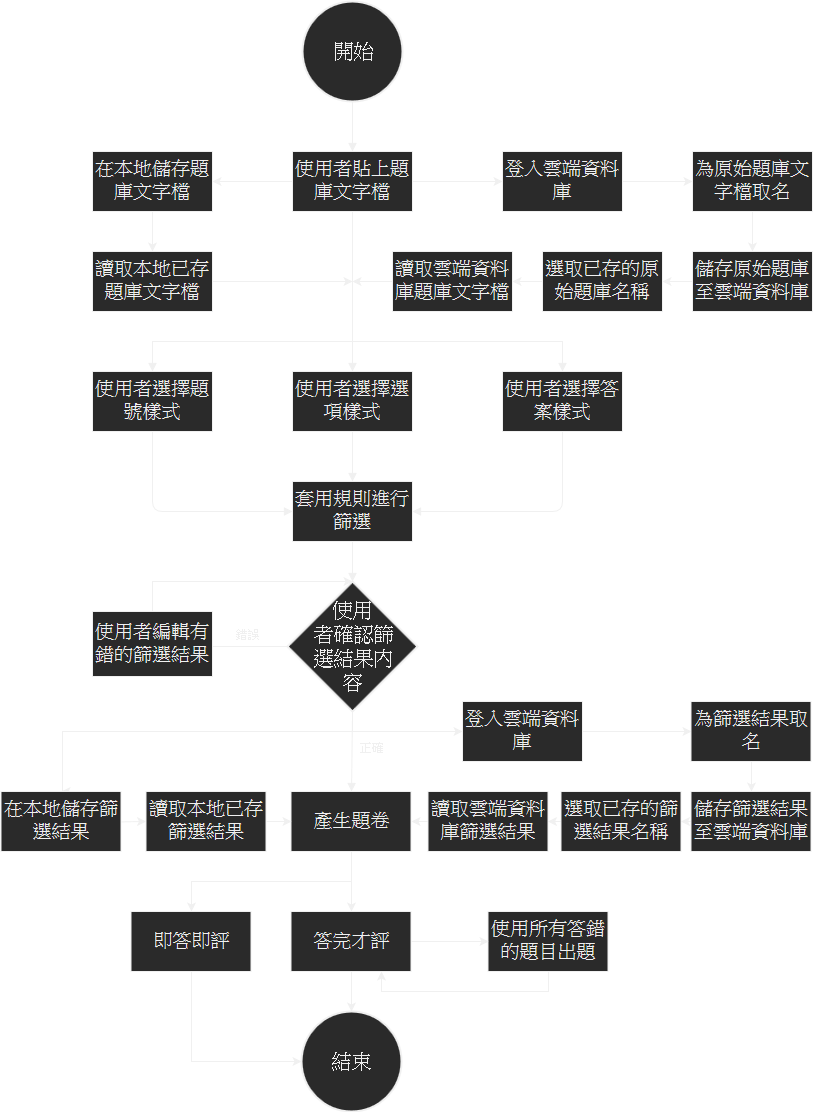 開始
在本地儲存題
庫文字檔
使用者貼上題
庫文字檔
登入雲端資料
庫
為原始題庫文
字檔取名
讀取本地已存
題庫文字檔
讀取雲端資料
庫題庫文字檔
選取已存的原
始題庫名稱
儲存原始題庫
至雲端資料庫
使用者選擇題
號樣式
使用者選擇選
項樣式
使用者選擇答
案樣式
套用規則進行
篩選
使用者編輯有
錯的篩選結果
錯誤
使用
者確認篩
選結果內
容
正確
登入雲端資料
庫
為篩選結果取
名
在本地儲存篩
選結果
讀取本地已存
篩選結果
產生題卷
讀取雲端資料
庫篩選結果
選取已存的篩
選結果名稱
儲存篩選結果
至雲端資料庫
即答即評
答完才評
使用所有答錯
的題目出題
結束